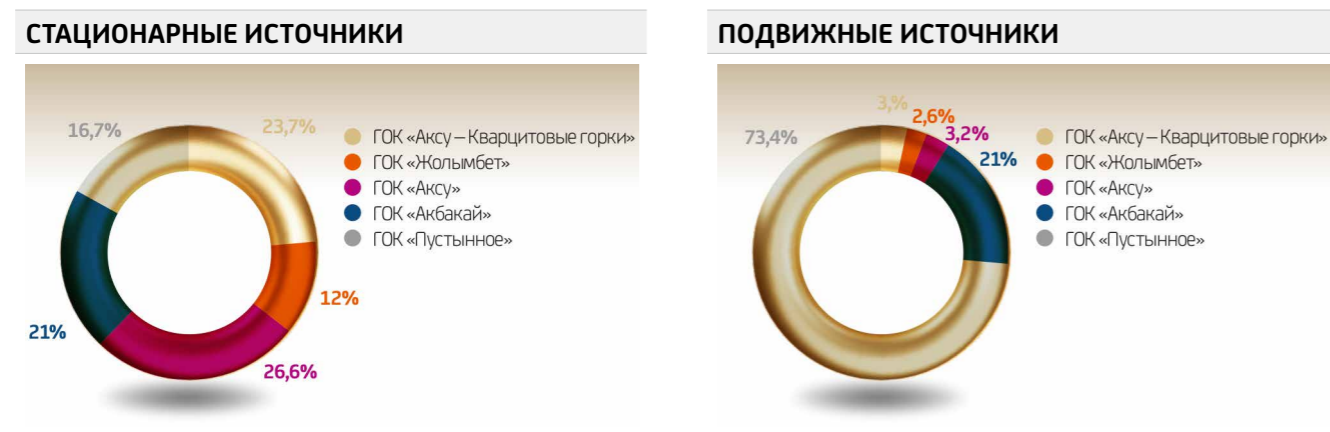 СТАЦИОНАРНЫЕ ИСТОЧНИКИ
16,7%
23,7%
12%
26,6%
21%
ГОК «Аксу – Кварцитовые горки»
ГОК «Жолымбет»
ГОК «Аксу»
ГОК «Акбакай»
ГОК «Пустынное»
ПОДВИЖНЫЕ ИСТОЧНИКИ
73,4%
3,%
2,6%
3,2%
21%
ГОК «Аксу – Кварцитовые горки»
ГОК «Жолымбет»
ГОК «Аксу»
ГОК «Акбакай»
ГОК «Пустынное»